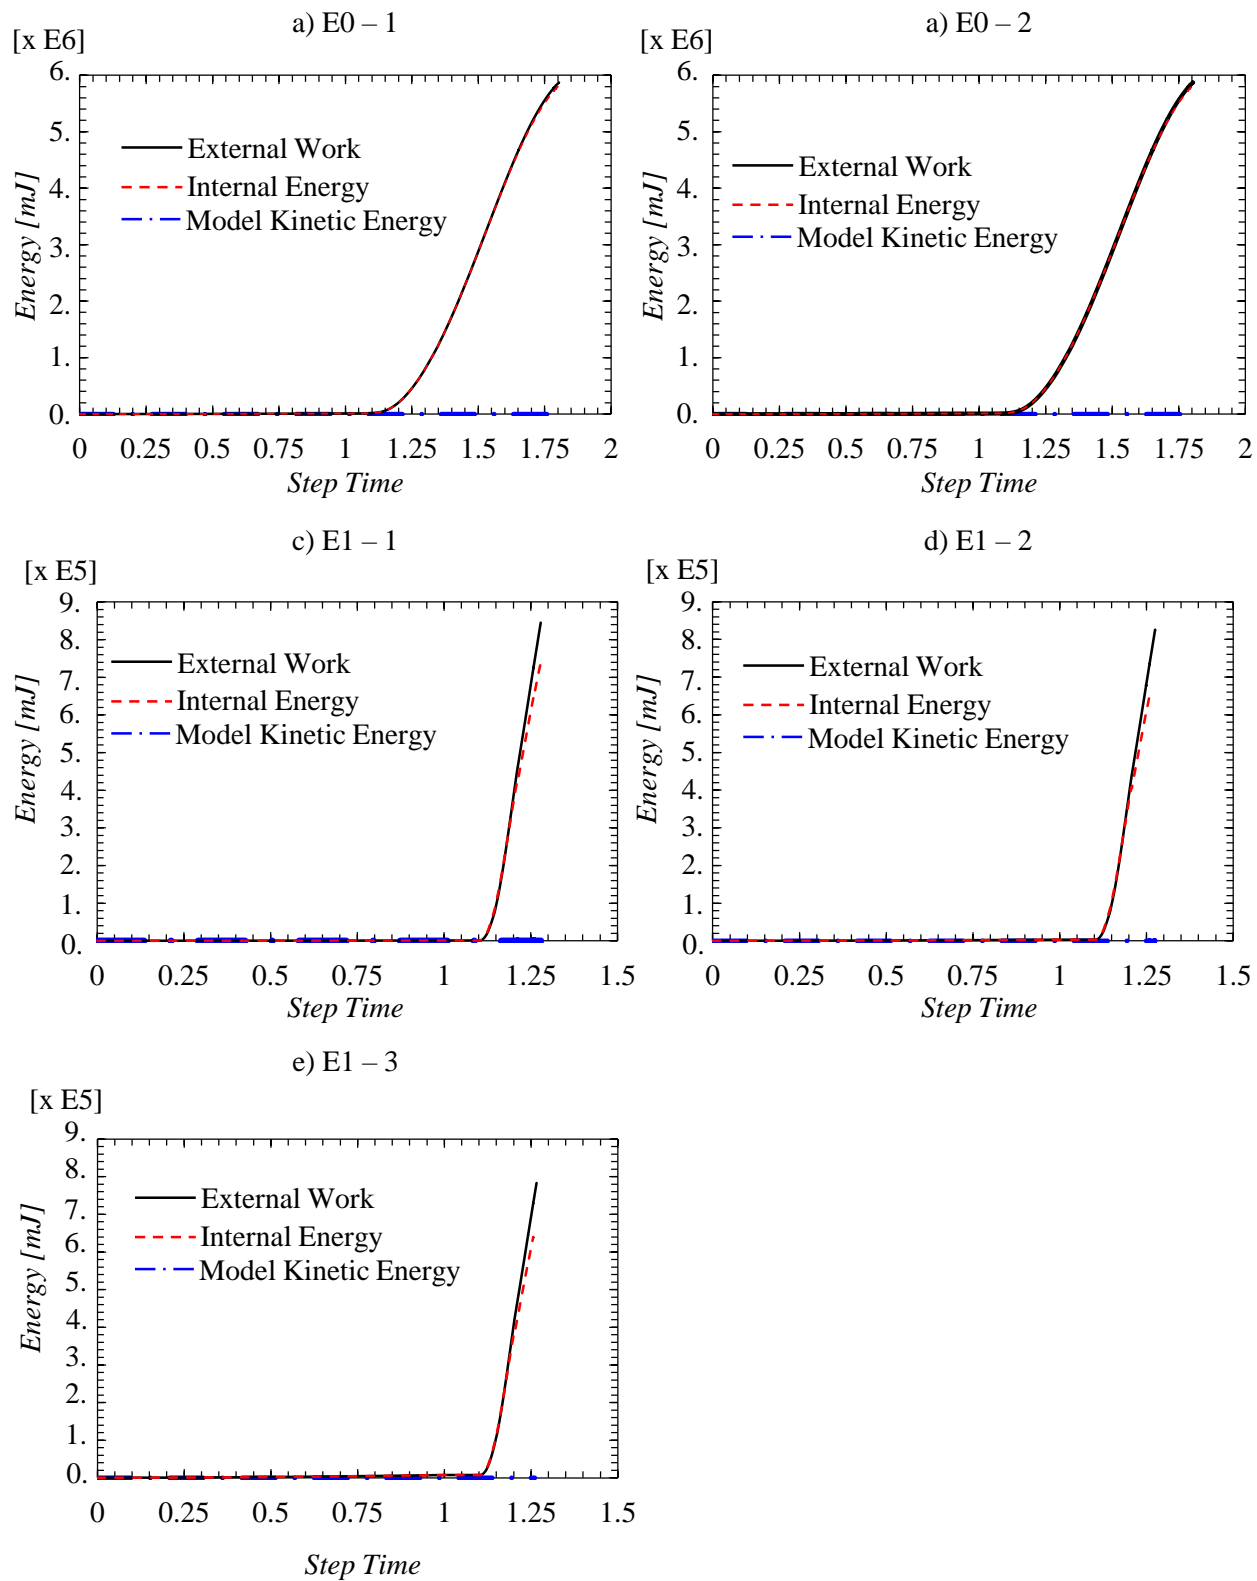 a) E0 – 1
[x E6]
6.
5.
4.
3.
2.
1.
0.
Energy [mJ]
External Work
Internal Energy
Model Kinetic Energy
0 0.25 0.5 0.75 1 1.25 1.5 1.75 2
Step Time
a) E0 – 2
[x E6]
6.
5.
4.
3.
2.
1.
0.
Energy [mJ]
External Work
Internal Energy
Model Kinetic Energy
0 0.25 0.5 0.75 1 1.25 1.5 1.75 2
Step Time
c) E1 – 1
[x E5]
9.
8.
7.
6.
5.
4.
3.
2.
1.
0.
Energy [mJ]
External Work
Internal Energy
Model Kinetic Energy
0 0.25 0.5 0.75 1 1.25 1.5
Step Time
d) E1 – 2
[x E5]
9.
8.
7.
6.
5.
4.
3.
2.
1.
0.
Energy [mJ]
External Work
Internal Energy
Model Kinetic Energy
0 0.25 0.5 0.75 1 1.25 1.5
Step Time
e) E1 – 3
[x E5]
9.
8.
7.
6.
5.
4.
3.
2.
1.
0.
Energy [mJ]
External Work
Internal Energy
Model Kinetic Energy
0 0.25 0.5 0.75 1 1.25 1.5
Step Time